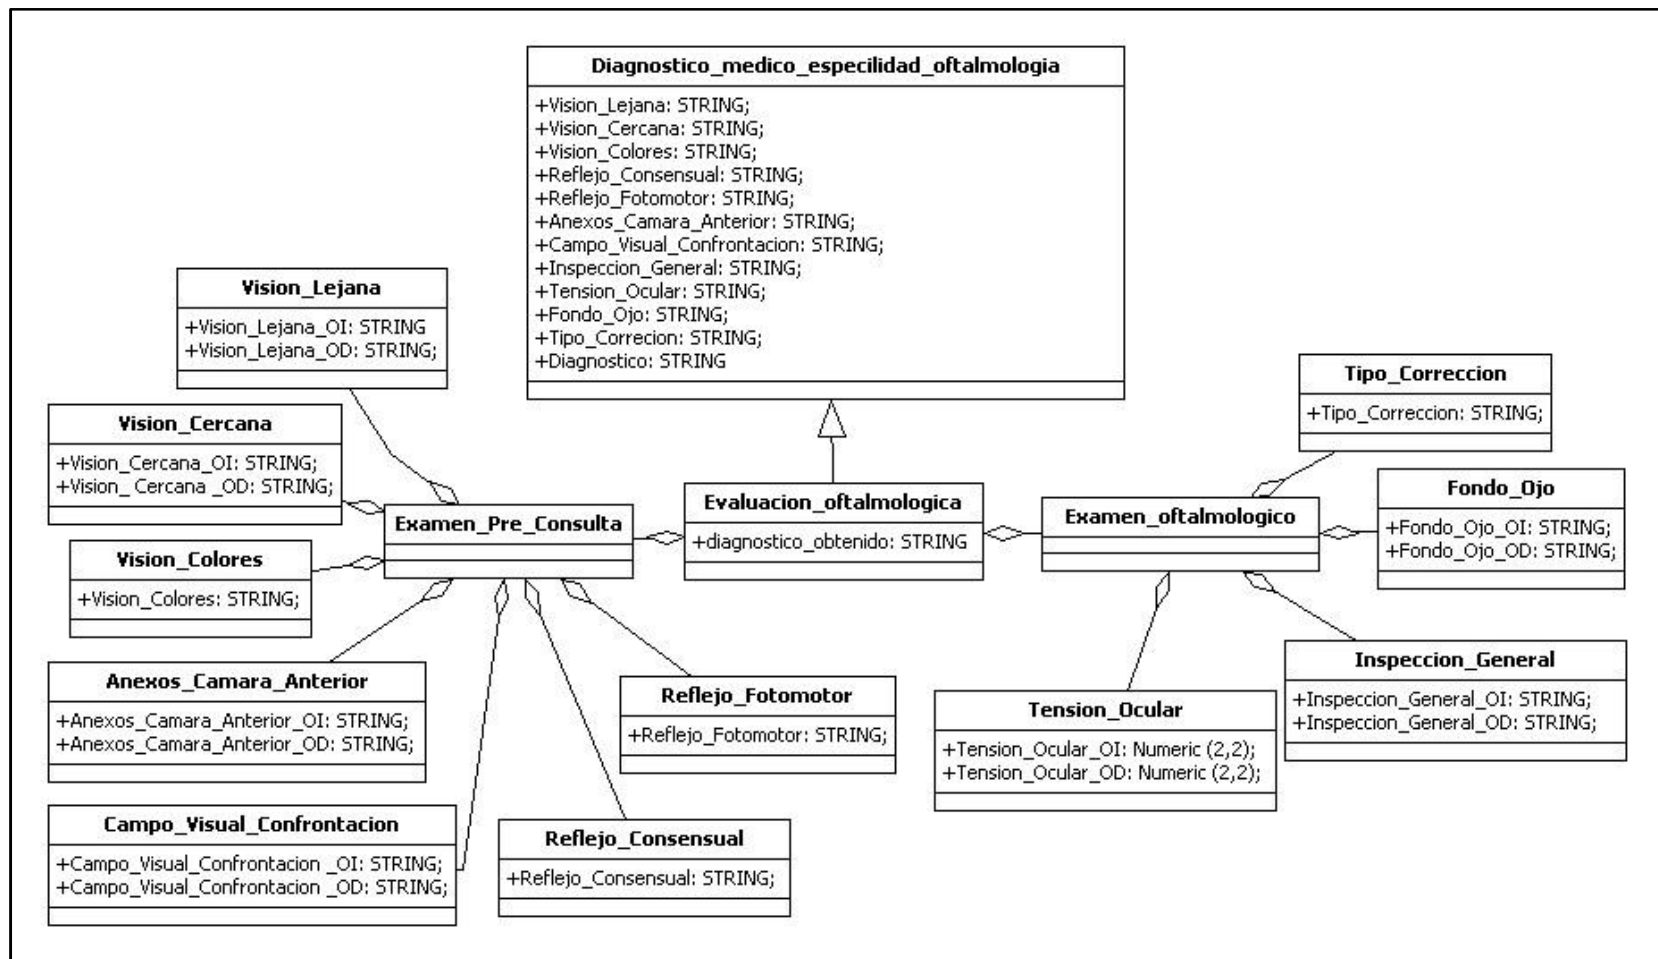 Diagnostico_medico_especilidad_oftalmologia
+Vision_Lejana: STRING;
+Vision_Cercana: STRING;
+Vision_Colores: STRING;
+Reflejo_Consensual: STRING;
+Reflejo_Fotomotor: STRING;
+Anexos_Camara_Anterior: STRING;
+Campo_Visual_Confrontacion: STRING;
+Inspeccion_General: STRING;
+Tension_Ocular: STRING;
+Fondo_Ojo: STRING;
+Tipo_Correcion: STRING;
+Diagnostico: STRING
Vision_Lejana
+Vision_Lejana_OI: STRING
+Vision_Lejana_OD: STRING;
Vision_Cercana
+Vision_Cercana_OI: STRING;
+Vision_ Cercana _OD: STRING;
Vision_Colores
+Vision_Colores: STRING;
Examen_Pre_Consulta
Evaluacion_oftalmologica
+diagnostico_obtenido: STRING
Examen_oftalmologico
Tipo_Correccion
+Tipo_Correccion: STRING;
Fondo_Ojo
+Fondo_Ojo_OI: STRING;
+Fondo_Ojo_OD: STRING;
Inspeccion_General
+Inspeccion_General_OI: STRING;
+Inspeccion_General_OD: STRING;
Anexos_Camara_Anterior
+Anexos_Camara_Anterior_OI: STRING;
+Anexos_Camara_Anterior_OD: STRING;
Reflejo_Fotomotor
+Reflejo_Fotomotor: STRING;
Tension_Ocular
+Tension_Ocular_OI: Numeric (2,2);
+Tension_Ocular_OD: Numeric (2,2);
Campo_Visual_Confrontacion
+Campo_Visual_Confrontacion _OI: STRING;
+Campo_Visual_Confrontacion _OD: STRING;
Reflejo_Consensual
+Reflejo_Consensual: STRING;